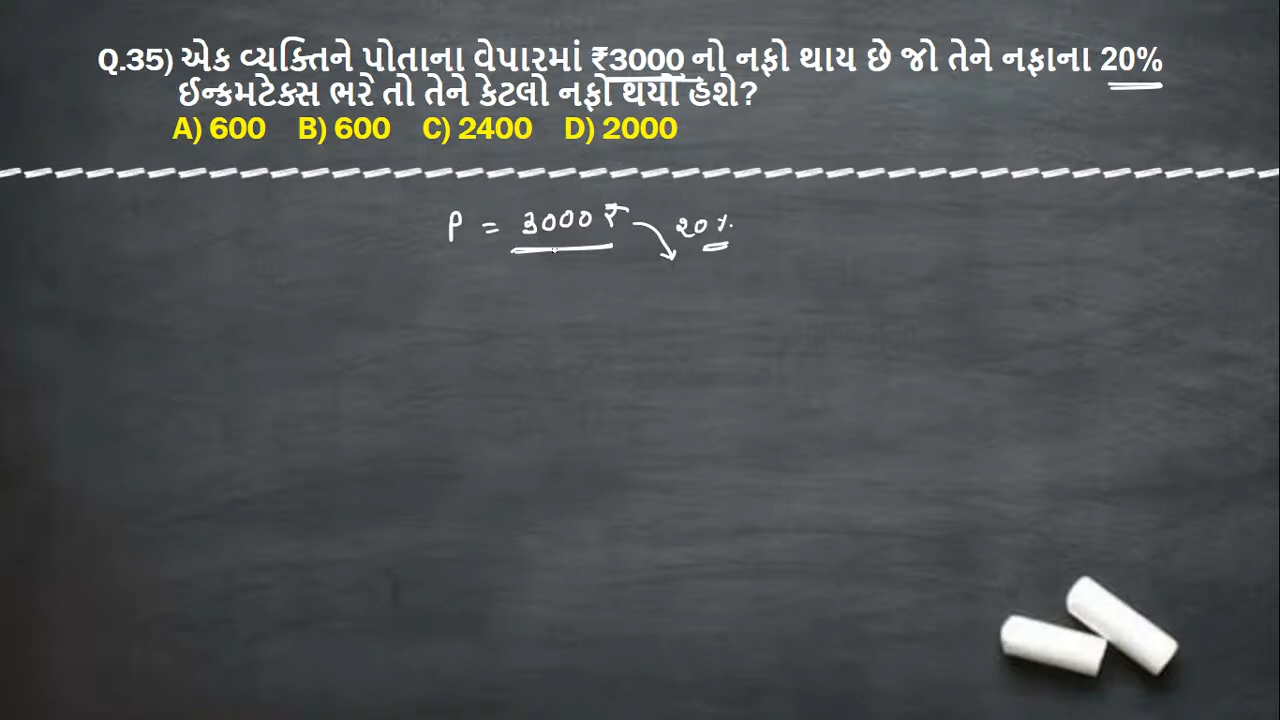 Q.35) એક વ્યક્તિને પોતાના વેપારમાં ₹3000 નો નફો થાય છે જો તેને નફાના 20%
ઈન્કમટેક્સ ભરે તો તેને કેટલો નફો થયો હશે?
A) 600 B) 600 C) 2400 D) 2000
P = 3000 ₹ 20 %